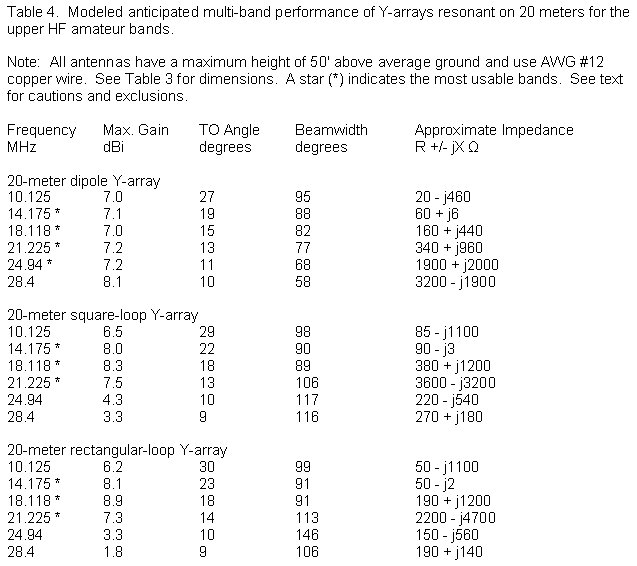 Table 4.  Modeled anticipated multi-band performance of Y-arrays resonant on 20 meters for the
upper HF amateur bands.
Note:  All antennas have a maximum height of 50' above average ground and use AWG #12
copper wire.  See Table 3 for dimensions.  A star (*) indicates the most usable bands.  See text
for cautions and exclusions.
Frequency Max. Gain TO Angle Beamwidth Approximate Impedance
MHz dBi degrees degrees R +/- jX Ω
20-meter dipole Y-array
10.125 7.0 27 95 20 - j460
14.175 * 7.1 19 88 60 + j6
18.118 * 7.0 15 82 160 + j440
21.225 * 7.2 13 77 340 + j960
24.94 * 7.2 11 68 1900 + j2000
28.4 8.1 10 58 3200 - j1900
20-meter square-loop Y-array
10.125 6.5 29 98 85 - j1100
14.175 * 8.0 22 90 90 - j3
18.118 * 8.3 18 89 380 + j1200
21.225 * 7.5 13 106 3600 - j3200
24.94 4.3 10 117 220 - j540
28.4 3.3 9 116 270 + j180
20-meter rectangular-loop Y-array
10.125 6.2 30 99 50 - j1100
14.175 * 8.1 23 91 50 - j2
18.118 * 8.9 18 91 190 + j1200
21.225 * 7.3 14 113 2200 - j4700
24.94 3.3 10 146 150 - j560
28.4 1.8 9 106 190 + j140